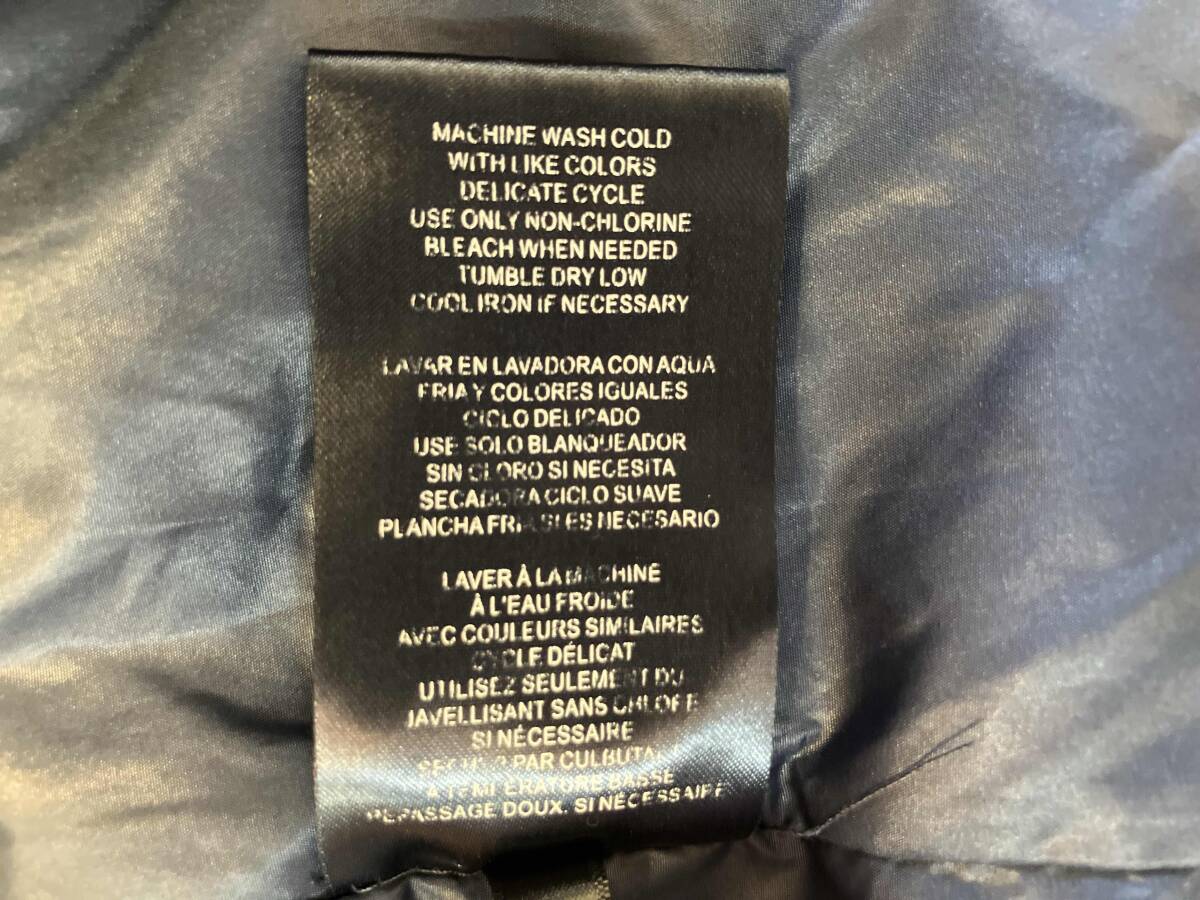 MACHINE WASH COLD
WITH LIKE COLORS
DELICATE CYCLE
USE ONLY NON-CHLORINE
BLEACH WHEN NEEDED
TUMBLE DRY LOW
COOL IRON IF NECESSARY
LAVAR EN LAVADORA CON AQUA
FRIA Y COLORES IGUALES
CICLO DELICADO
USE SOLO BLANQUEADOR
SIN CLORO SI NECESITA
SECADORA CICLO SUAVE
PLANCHA FRIA SI ES NECESARIO
LAVER À LA MACHINE
À L'EAU FROIDE
AVEC COULEURS SIMILAIRES
CYCLE DÉLICAT
UTILISEZ SEULEMENT DU
JAVELLISANT SANS CHLORE
SI NÉCESSAIRE
PAR
À TEMPÉRATURE BASSE
REPASSAGE DOUX. SI NÉCESSAIRE